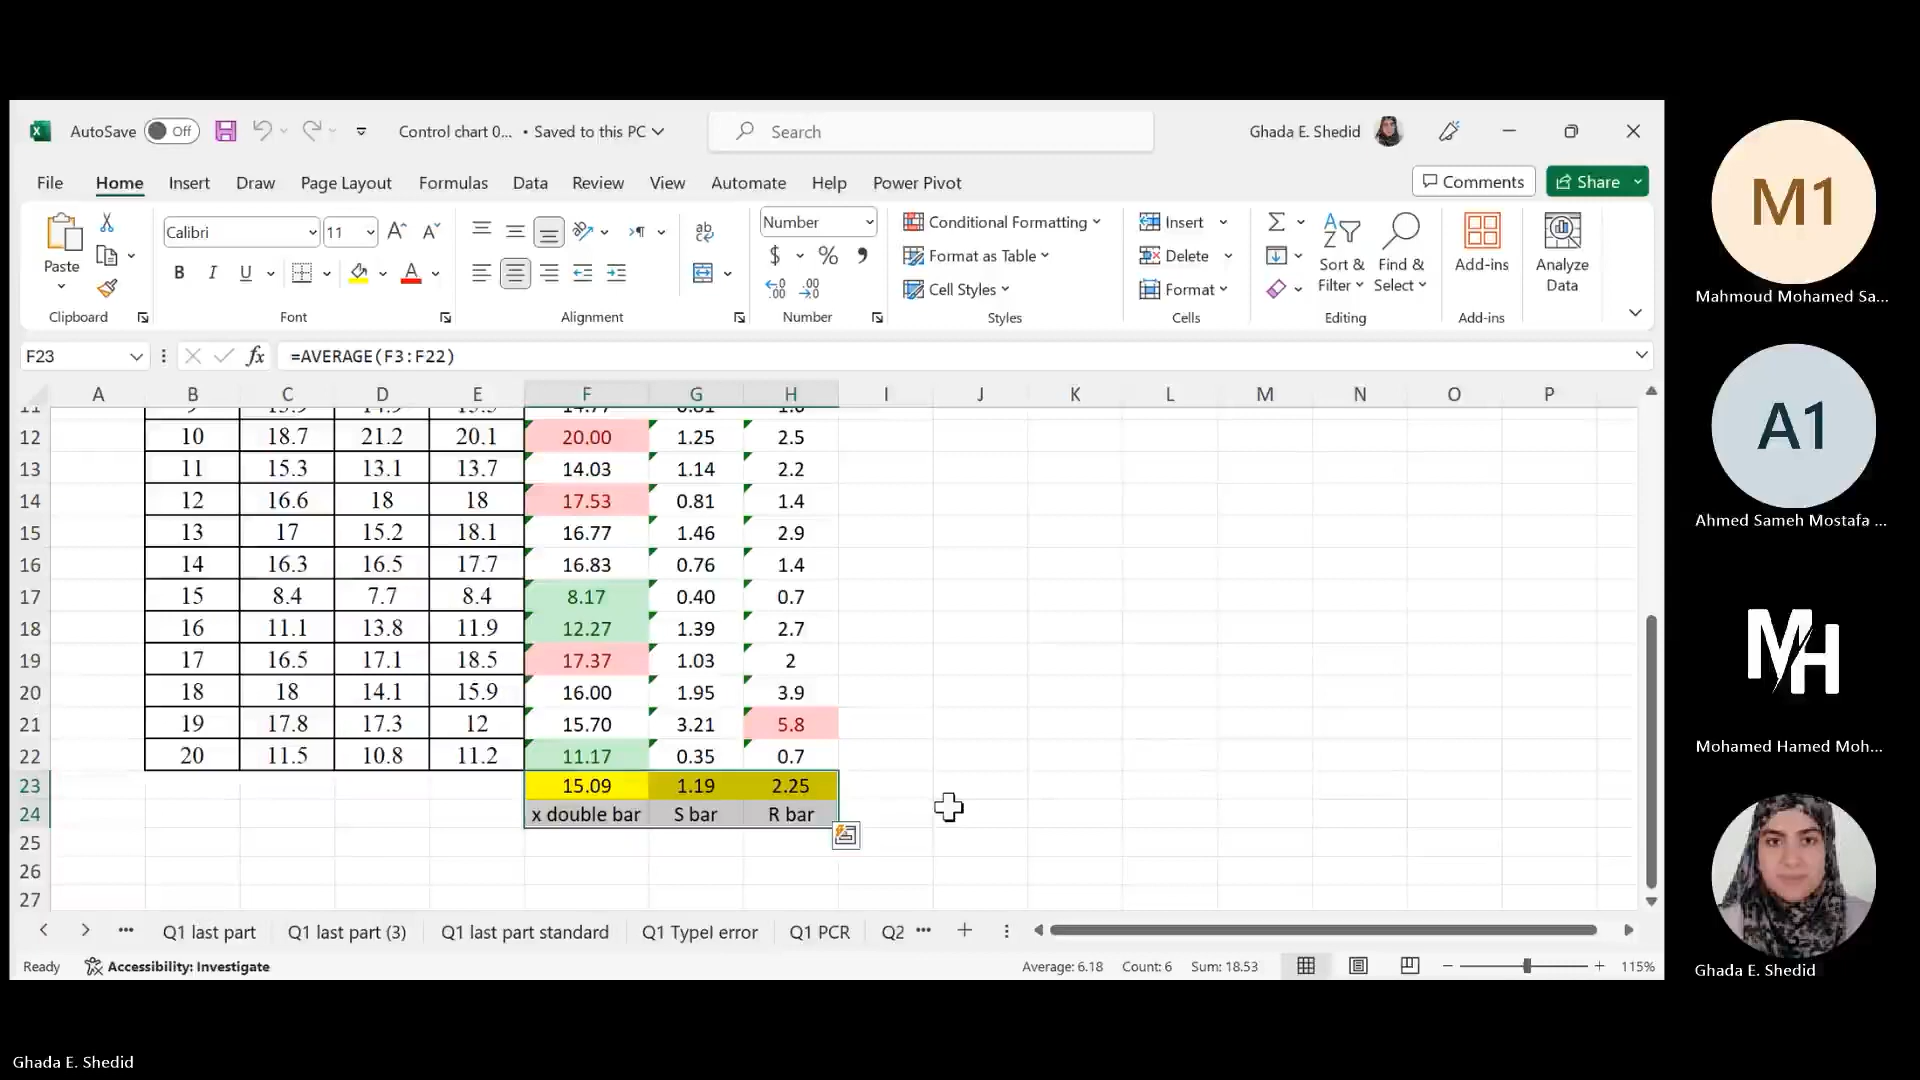 AutoSave Off Control chart 0... • Saved to this PC Search Ghada E. Shedid
File Home Insert Draw Page Layout Formulas Data Review View Automate Help Power Pivot Comments Share
Paste Calibri 11 A^ A˅ ab Number Conditional Formatting Insert Σ
B I U A $ % , Format as Table Delete Sort & Filter Find & Select Add-ins Analyze Data
Cell Styles Format
Clipboard Font Alignment Number Styles Cells Editing Add-ins
F23 fx =AVERAGE(F3:F22)
A B C D E F G H I J K L M N O P
12 10 18.7 21.2 20.1 20.00 1.25 2.5
13 11 15.3 13.1 13.7 14.03 1.14 2.2
14 12 16.6 18 18 17.53 0.81 1.4
15 13 17 15.2 18.1 16.77 1.46 2.9
16 14 16.3 16.5 17.7 16.83 0.76 1.4
17 15 8.4 7.7 8.4 8.17 0.40 0.7
18 16 11.1 13.8 11.9 12.27 1.39 2.7
19 17 16.5 17.1 18.5 17.37 1.03 2
20 18 18 14.1 15.9 16.00 1.95 3.9
21 19 17.8 17.3 12 15.70 3.21 5.8
22 20 11.5 10.8 11.2 11.17 0.35 0.7
23 15.09 1.19 2.25
24 x double bar S bar R bar
25
26
27
... Q1 last part Q1 last part (3) Q1 last part standard Q1 TypeI error Q1 PCR Q2 ...
Ready Accessibility: Investigate Average: 6.18 Count: 6 Sum: 18.53 115%
M1
Mahmoud Mohamed Sa...
A1
Ahmed Sameh Mostafa ...
MH
Mohamed Hamed Moh...
Ghada E. Shedid
Ghada E. Shedid